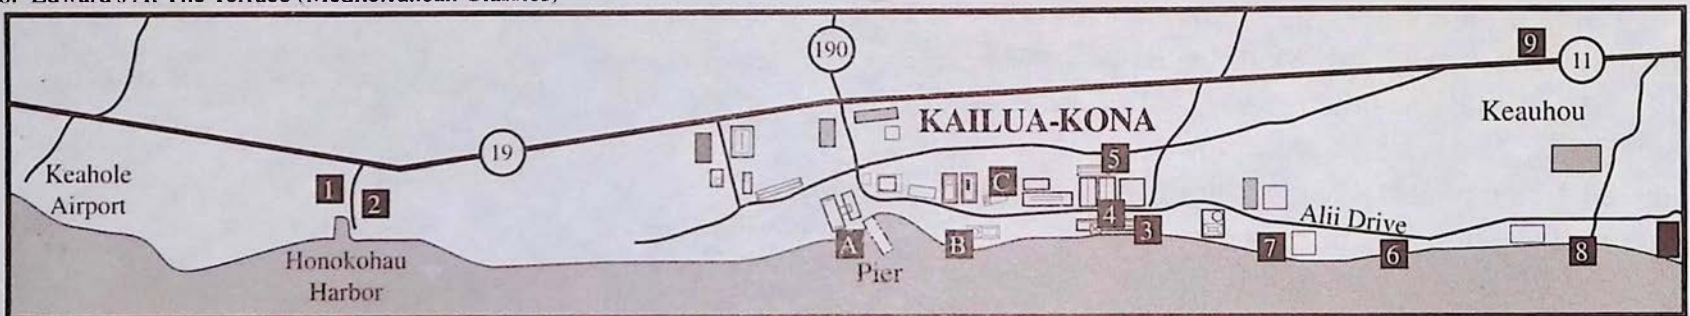 190
9
11
KAILUA-KONA
Keauhou
19
5
Keahole
Airport
1
2
C
4
3
Alii Drive
A
B
7
6
8
Honokohau
Harbor
Pier